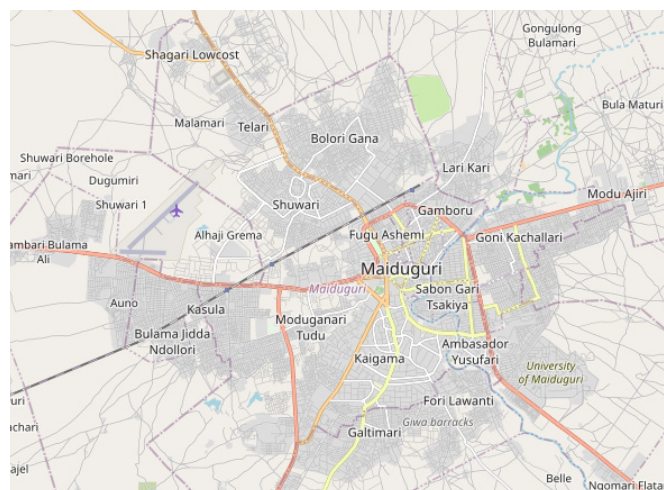 Gongulong
Bulamari
Shagari Lowcost
Bula Maturi
Malamari
Telari
Bolori Gana
Shuwari Borehole
Lari Kari
Dugumiri
Modu Ajiri
Shuwari 1
Shuwari
Gamboru
Alhaji Grema
Fugu Ashemi
Goni Kachallari
Ali
Maiduguri
Maiduguri
Sabon Gari
Tsakiya
Auno
Kasula
Moduganari
Tudu
Bulama Jidda
Ndollori
Ambasador
Yusufari
Kaigama
University
of Maiduguri
Fori Lawanti
Giwa barracks
Galtimari
Belle
Ngomari Flata